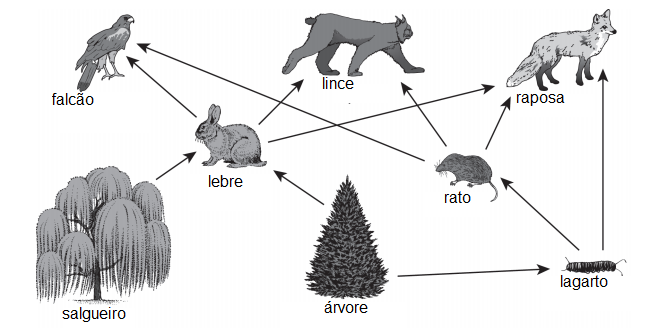 falcão
lince
raposa
lebre
rato
salgueiro
árvore
lagarto